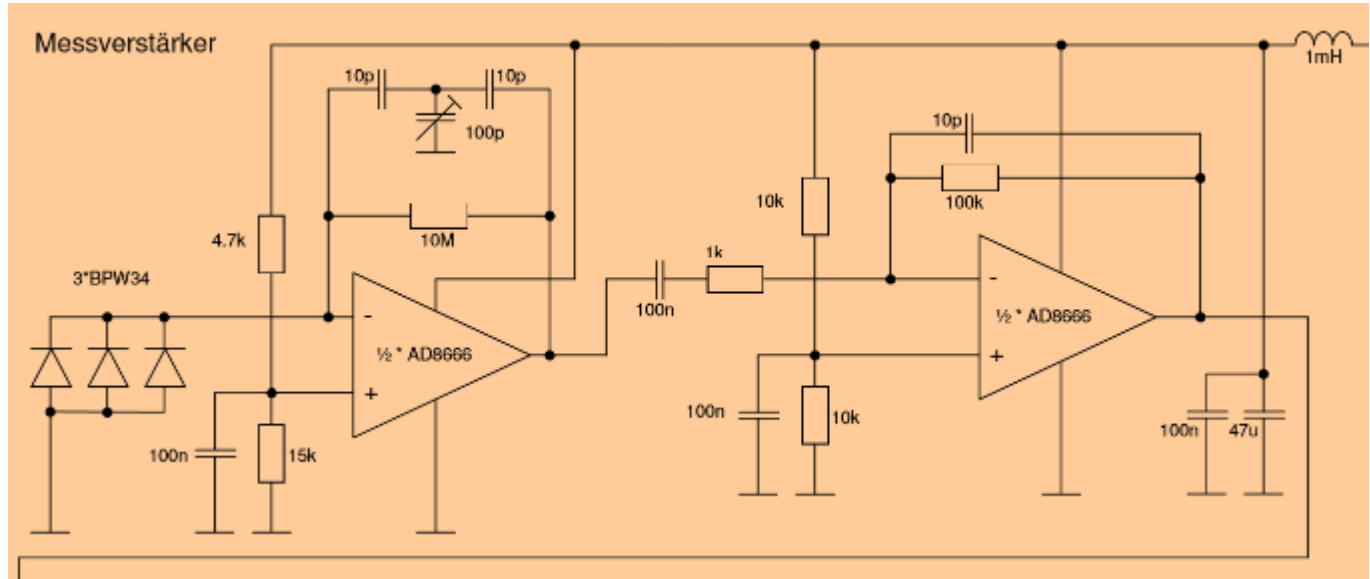 Messverstärker
1mH
10p
10p
100p
10p
100k
10k
4.7k
10M
1k
3*BPW34
-
½ * AD8666
+
100n
-
½ * AD8666
+
100n
15k
100n
10k
100n
47u